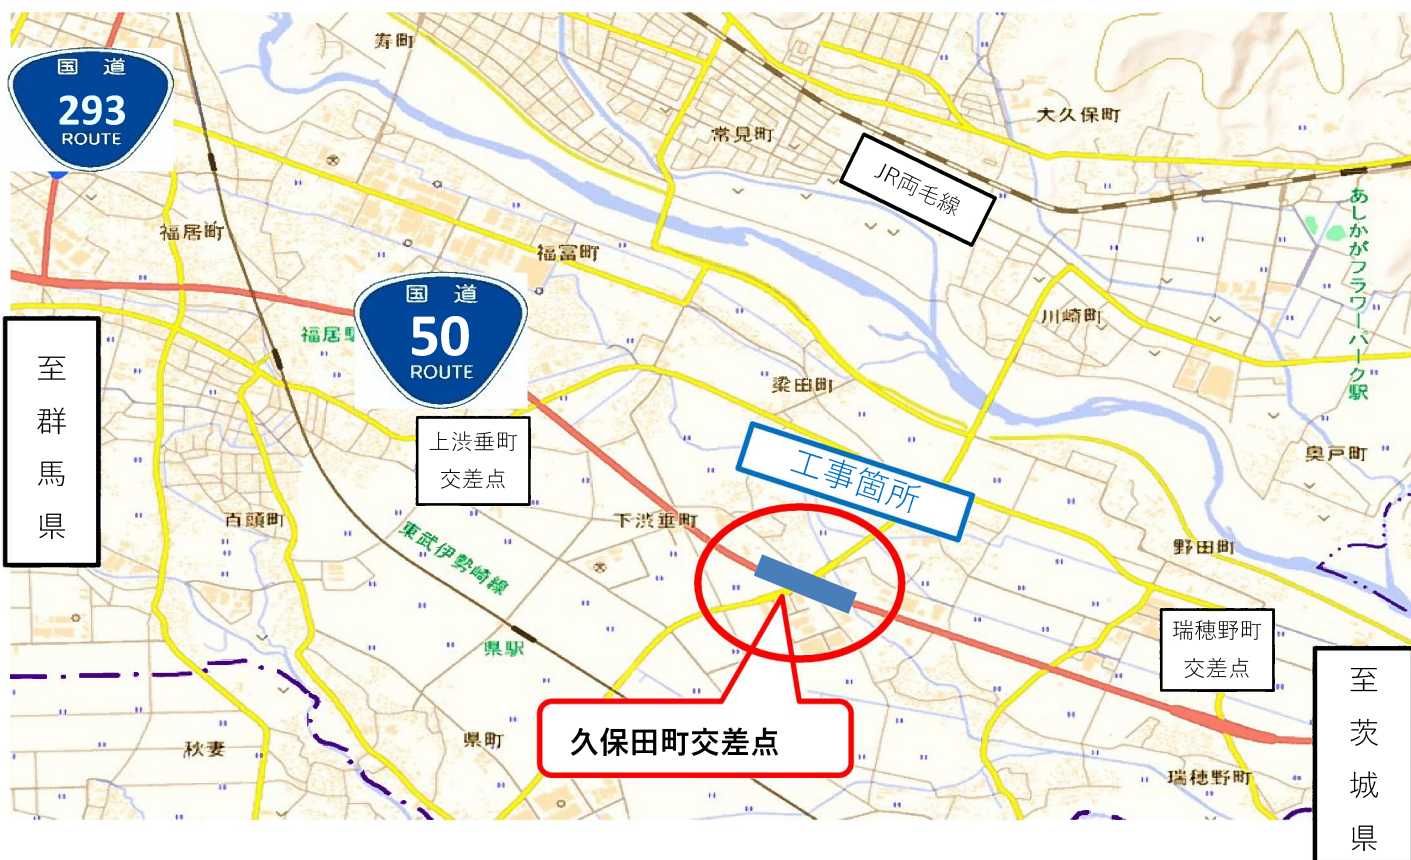 国道
293
ROUTE
寿町
常見町
大久保町
JR両毛線
あしかがフラワーパーク駅
福居町
福富町
国道
50
ROUTE
福居駅
川崎町
至群馬県
梁田町
上渋垂町
交差点
工事箇所
奥戸町
百頭町
東武伊勢崎線
下渋垂町
野田町
瑞穂野町
交差点
県駅
至茨城県
久保田町交差点
秋妻
県町
瑞穂野町